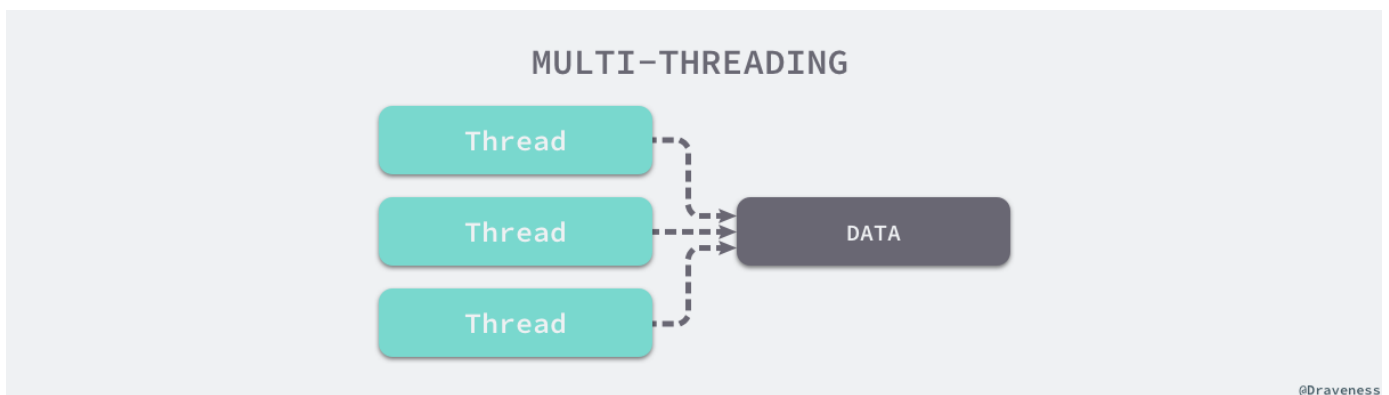 MULTI-THREADING
Thread
Thread
DATA
Thread
@Draveness